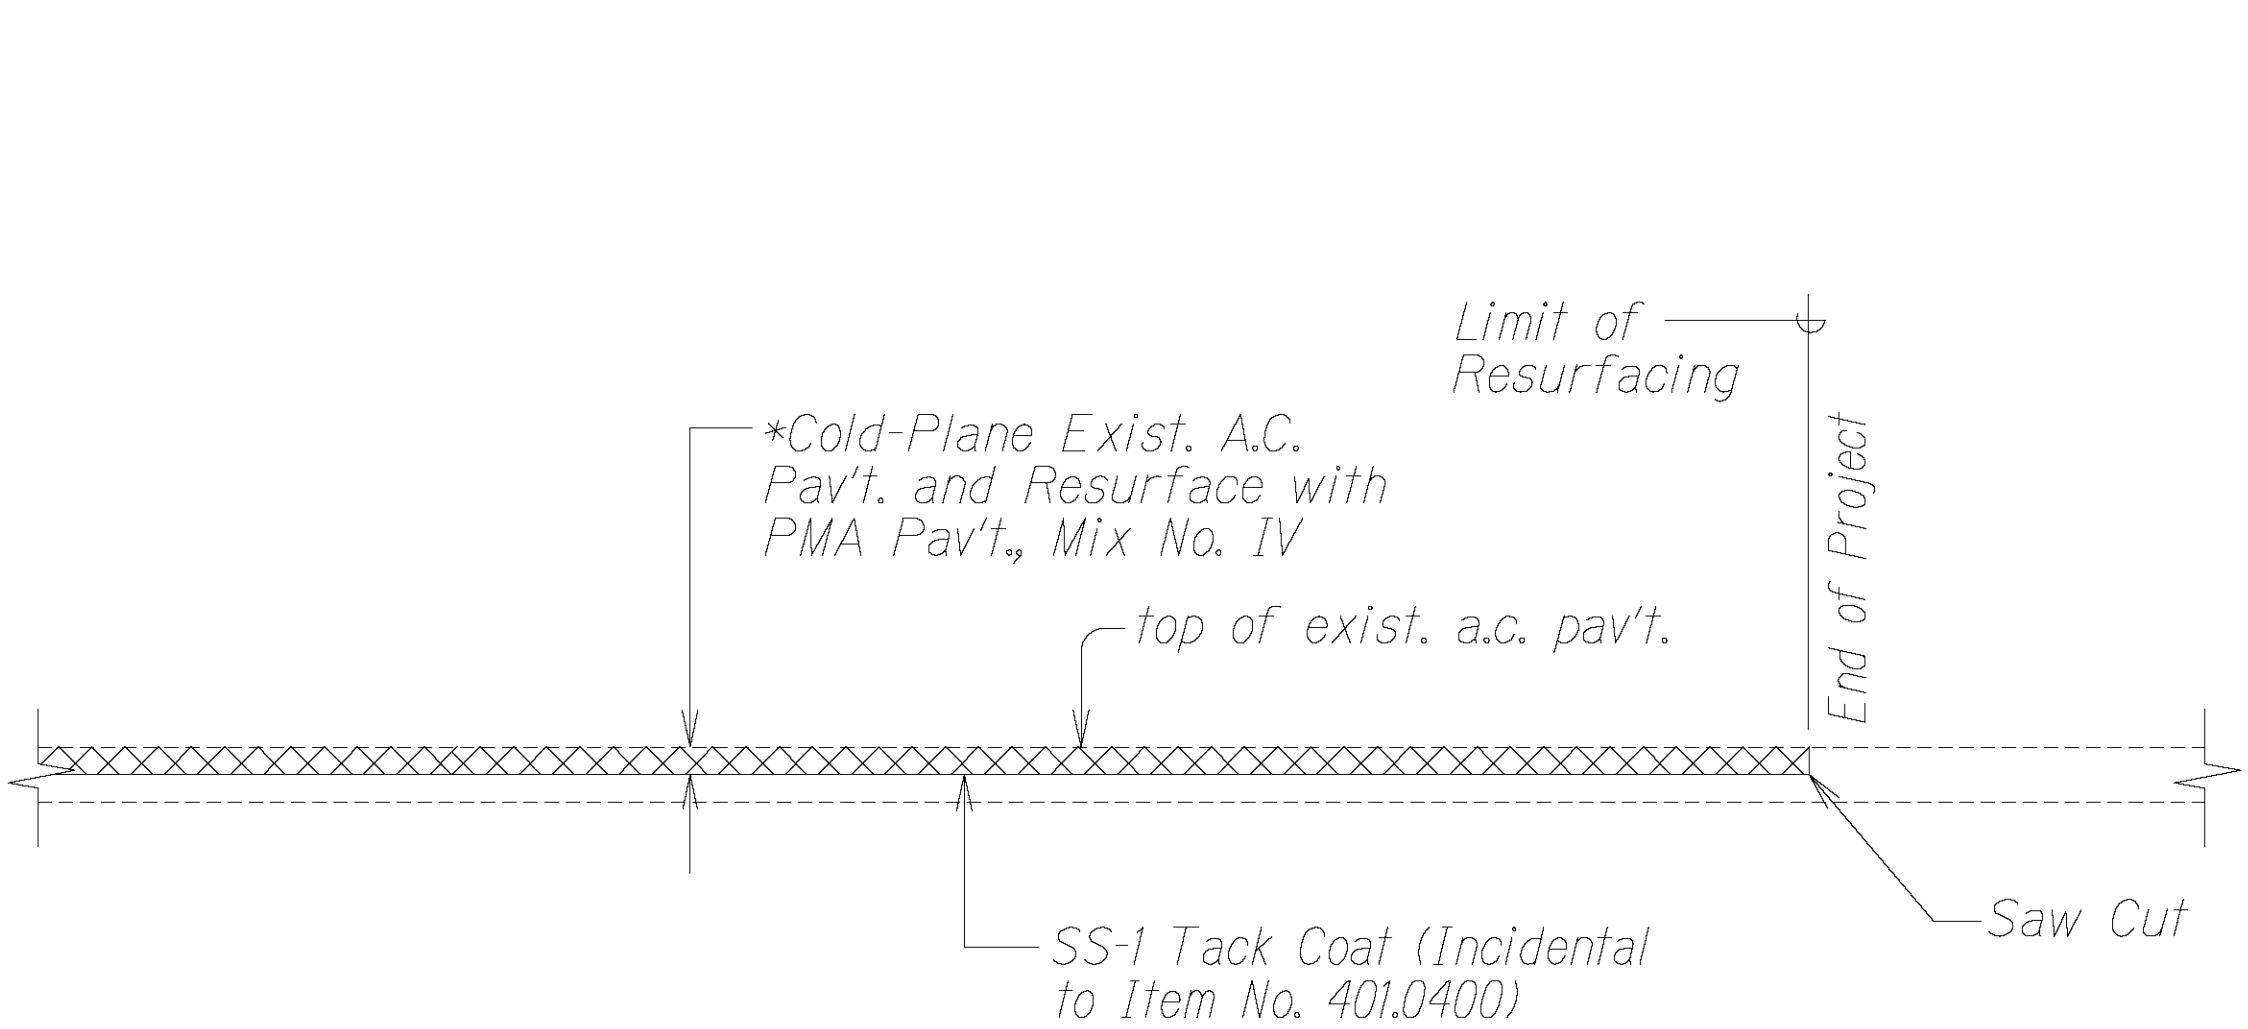 Limit of
Resurfacing
*Cold-Plane Exist. A.C.
Pav't. and Resurface with
PMA Pav't., Mix No. IV
End of Project
top of exist. a.c. pav't.
Saw Cut
SS-1 Tack Coat (Incidental
to Item No. 401.0400)